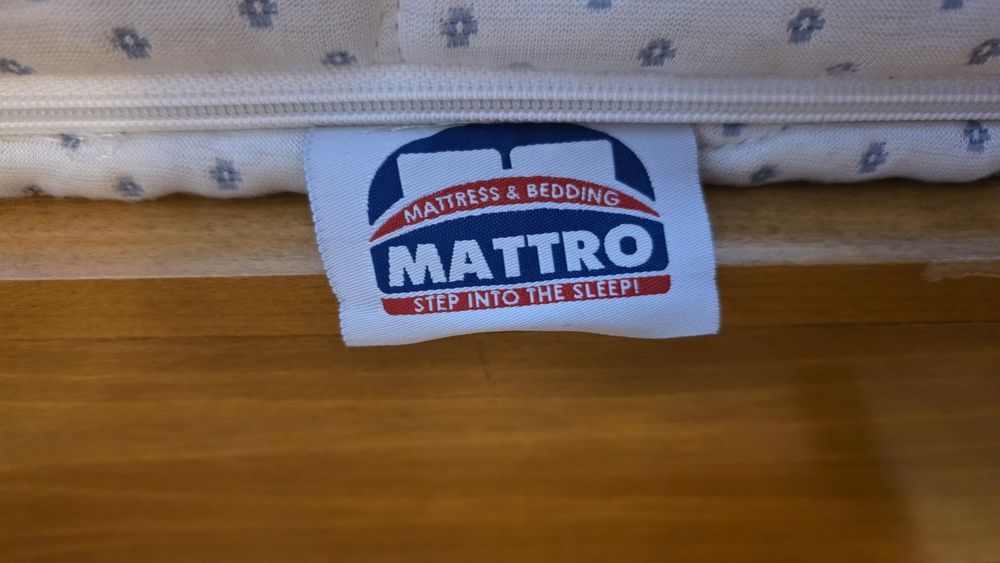 MATTRESS & BEDDING
MATTRO
STEP INTO THE SLEEP!